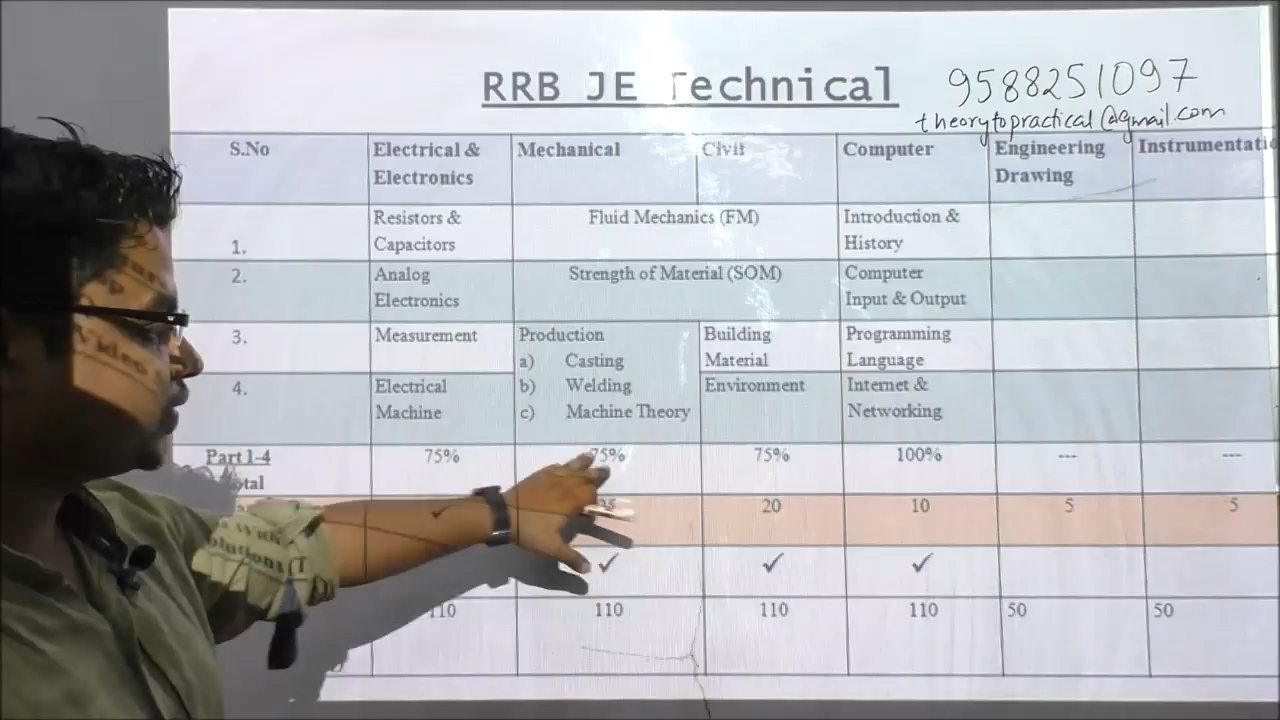 RRB JE Technical
9588251097
theorytopractical@gmail.com
S.No Electrical & Electronics Mechanical Civil Computer Engineering Drawing Instrumentati
1. Resistors & Capacitors Fluid Mechanics (FM) Introduction & History
2. Analog Electronics Strength of Material (SOM) Computer Input & Output
3. Measurement Production Building Material Programming Language
a) Casting
4. Electrical Machine b) Welding Environment Internet & Networking
c) Machine Theory
Part 1-4 75% 75% 75% 100% --- ---
20 10 5 5
✓ ✓ ✓
110 110 110 110 50 50
Video